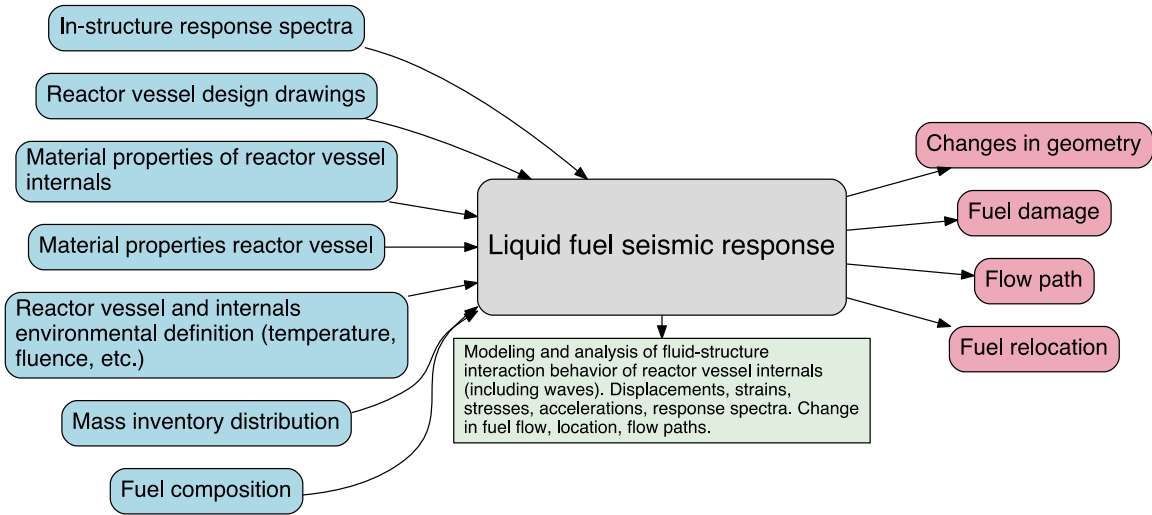 In-structure response spectra
Reactor vessel design drawings
Material properties of reactor vessel
internals
Material properties reactor vessel
Reactor vessel and internals
environmental definition (temperature,
fluence, etc.)
Mass inventory distribution
Fuel composition
Liquid fuel seismic response
Modeling and analysis of fluid-structure
interaction behavior of reactor vessel internals
(including waves). Displacements, strains,
stresses, accelerations, response spectra. Change
in fuel flow, location, flow paths.
Changes in geometry
Fuel damage
Flow path
Fuel relocation